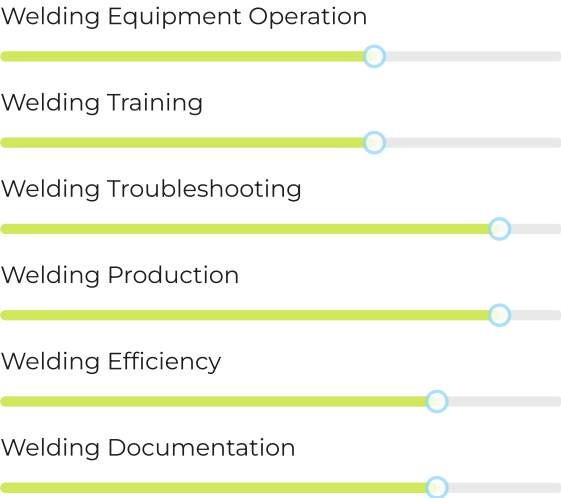 Welding Equipment Operation
Welding Training
Welding Troubleshooting
Welding Production
Welding Efficiency
Welding Documentation